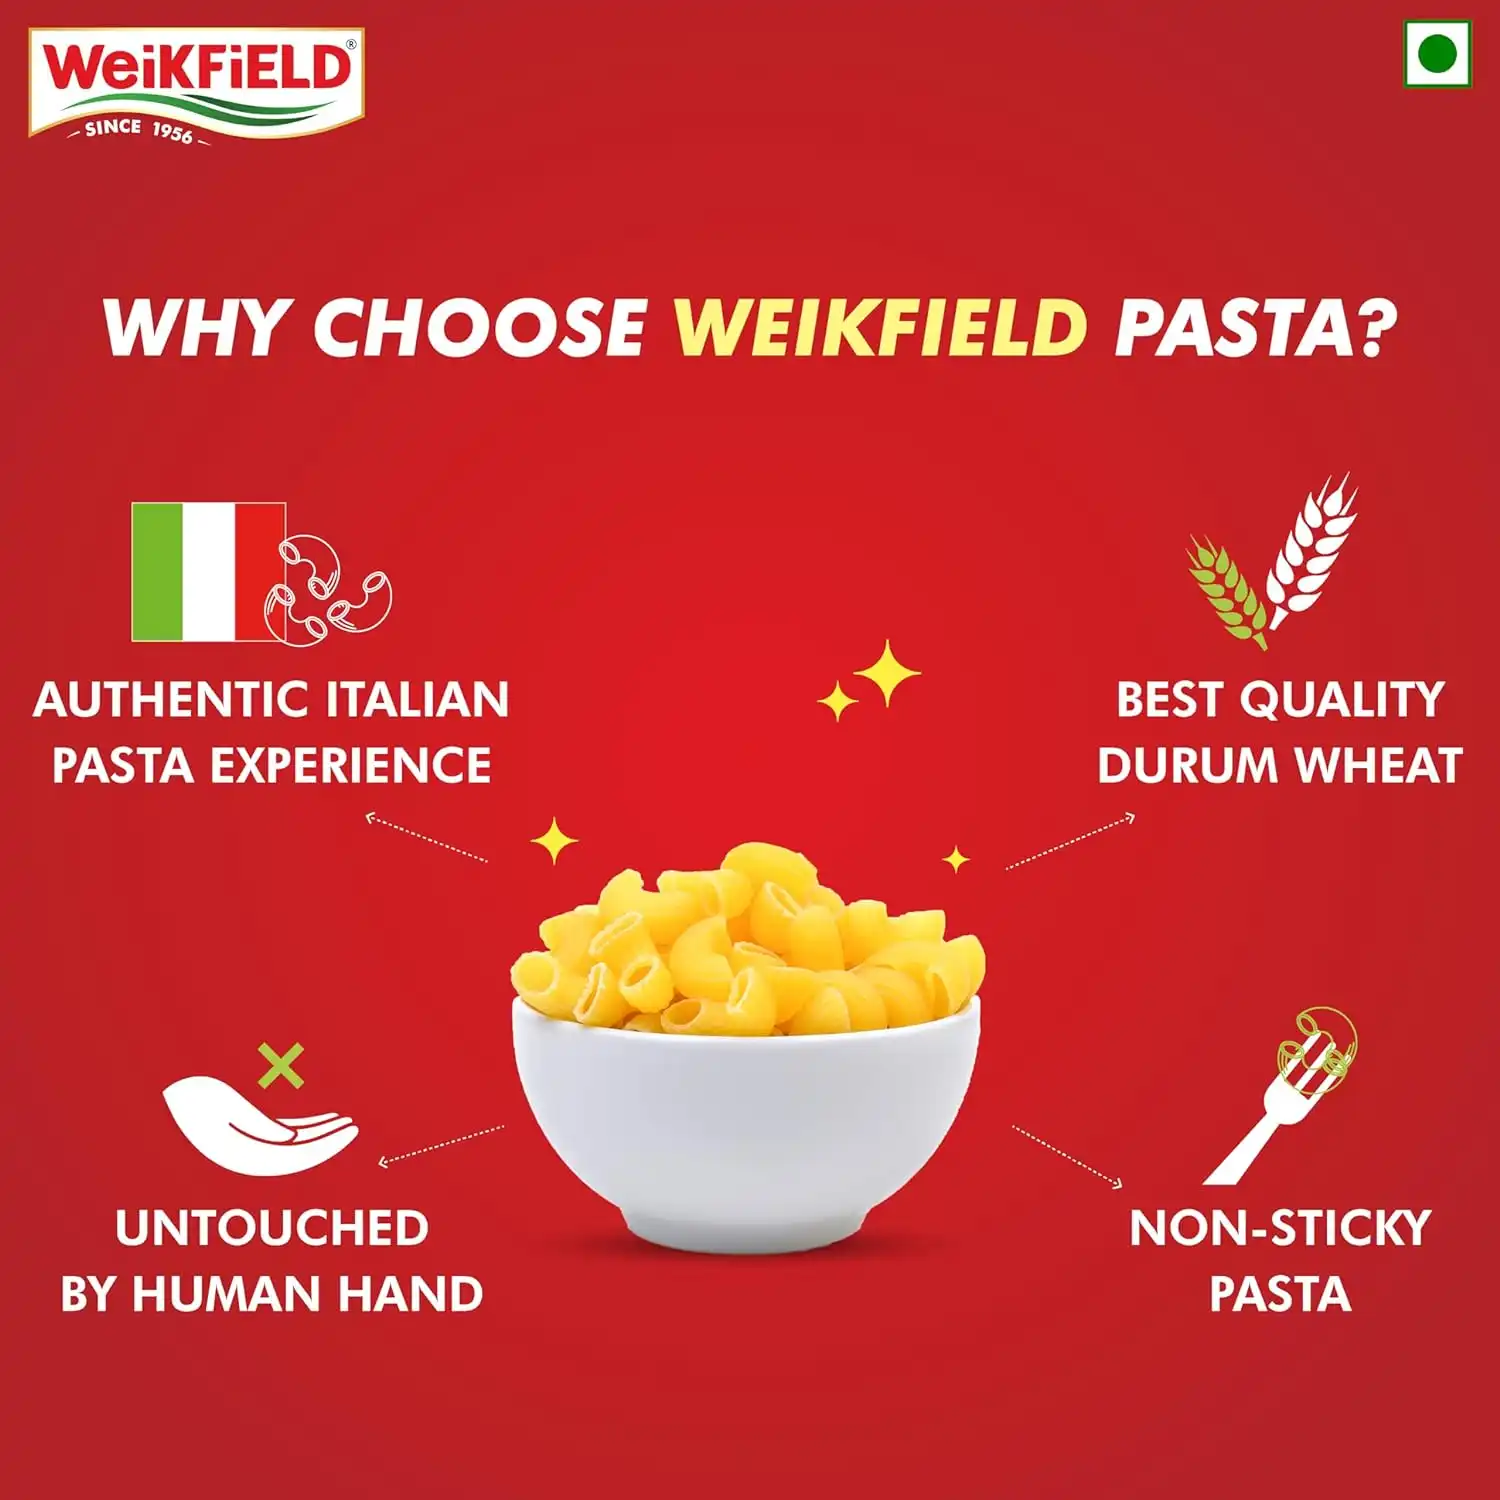 WeiKFiELD®
SINCE 1956
WHY CHOOSE WEIKFIELD PASTA?
AUTHENTIC ITALIAN
PASTA EXPERIENCE
BEST QUALITY
DURUM WHEAT
UNTOUCHED
BY HUMAN HAND
NON-STICKY
PASTA